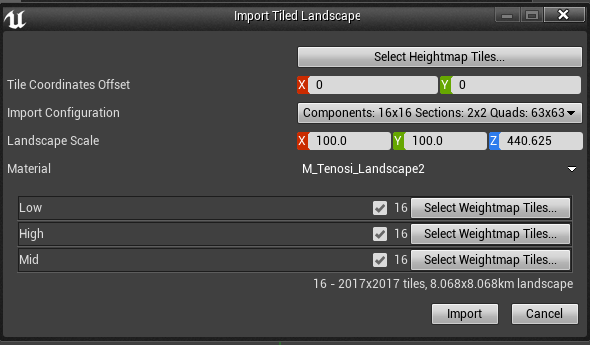 Import Tiled Landscape
Select Heightmap Tiles...
Tile Coordinates Offset X 0 Y 0
Import Configuration Components: 16x16 Sections: 2x2 Quads: 63x63
Landscape Scale X 100.0 Y 100.0 Z 440.625
Material M_Tenosi_Landscape2
Low 16 Select Weightmap Tiles...
High 16 Select Weightmap Tiles...
Mid 16 Select Weightmap Tiles...
16 - 2017x2017 tiles, 8.068x8.068km landscape
Import Cancel